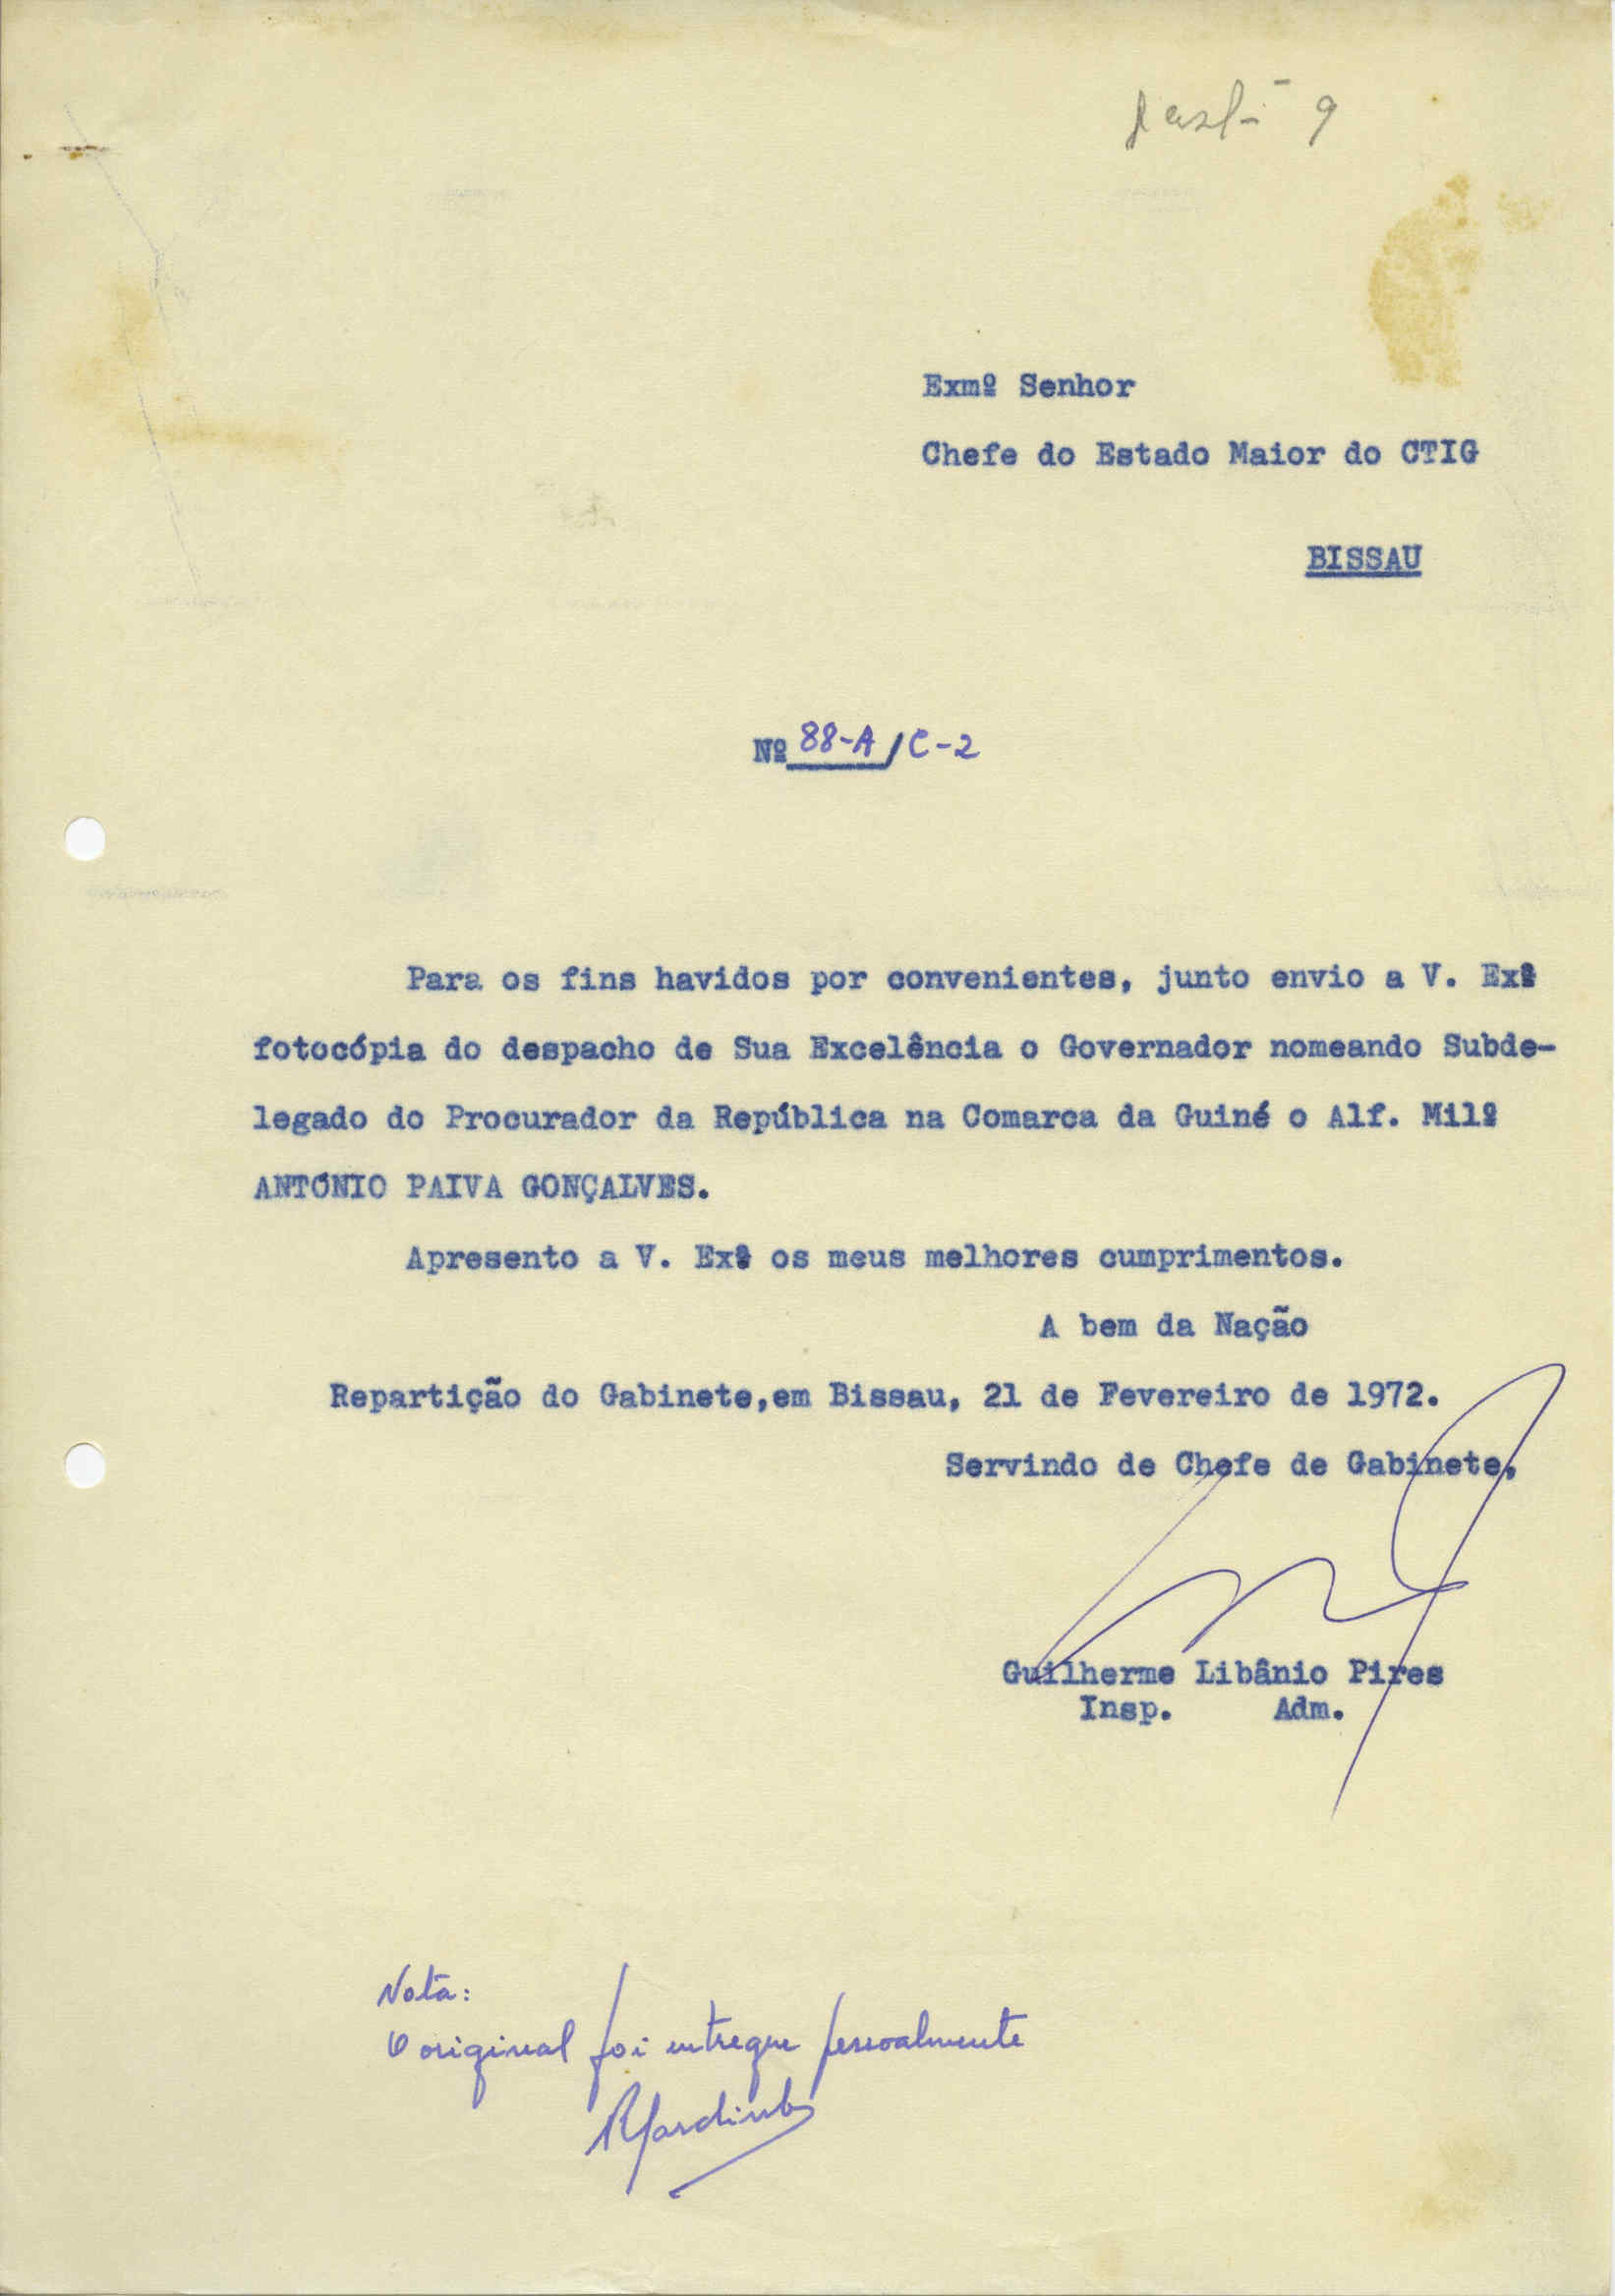 9
Exmº Senhor
Chefe do Estado Maior do CTIG
BISSAU
Nº 88-A/C-2
Para os fins havidos por convenientes, junto envio a V. Exª
fotocópia do despacho de Sua Excelência o Governador nomeando Subde-
legado do Procurador da República na Comarca da Guiné o Alf. Milº
ANTÓNIO PAIVA GONÇALVES.
Apresento a V. Exª os meus melhores cumprimentos.
A bem da Nação
Repartição do Gabinete,em Bissau, 21 de Fevereiro de 1972.
Servindo de Chefe de Gabinete,
Guilherme Libânio Pires
Insp. Adm.
Nota:
O original foi entregue pessoalmente